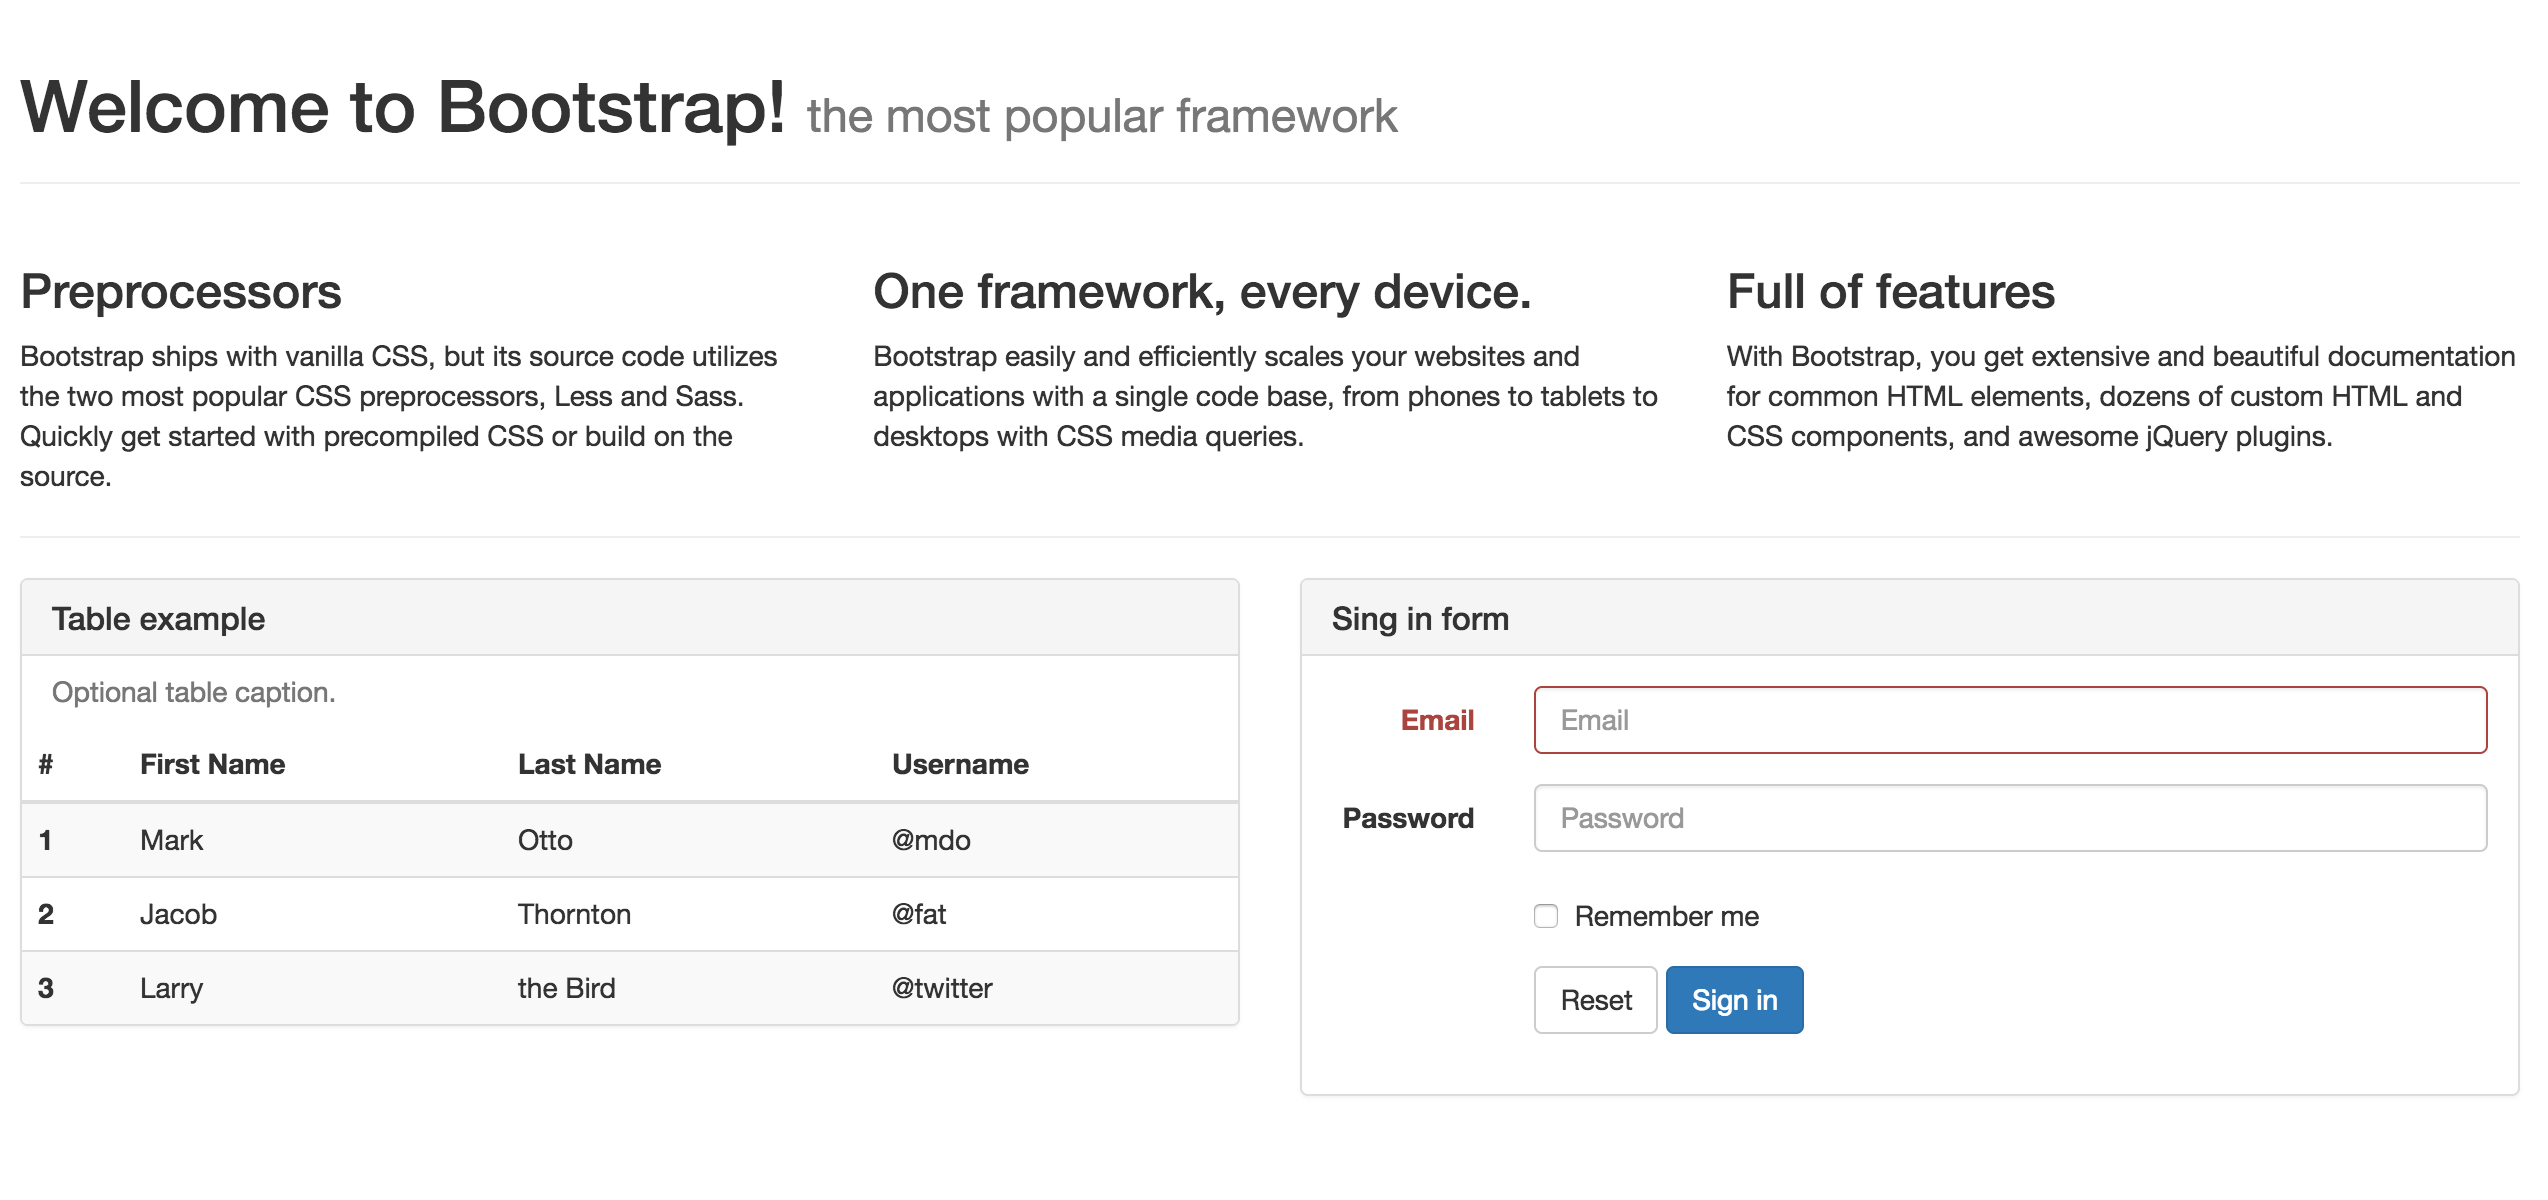 Welcome to Bootstrap! the most popular framework
Preprocessors
Bootstrap ships with vanilla CSS, but its source code utilizes
the two most popular CSS preprocessors, Less and Sass.
Quickly get started with precompiled CSS or build on the
source.
One framework, every device.
Bootstrap easily and efficiently scales your websites and
applications with a single code base, from phones to tablets to
desktops with CSS media queries.
Full of features
With Bootstrap, you get extensive and beautiful documentation
for common HTML elements, dozens of custom HTML and
CSS components, and awesome jQuery plugins.
Table example
Optional table caption.
# First Name Last Name Username
1 Mark Otto @mdo
2 Jacob Thornton @fat
3 Larry the Bird @twitter
Sing in form
Email Email
Password Password
Remember me
Reset Sign in